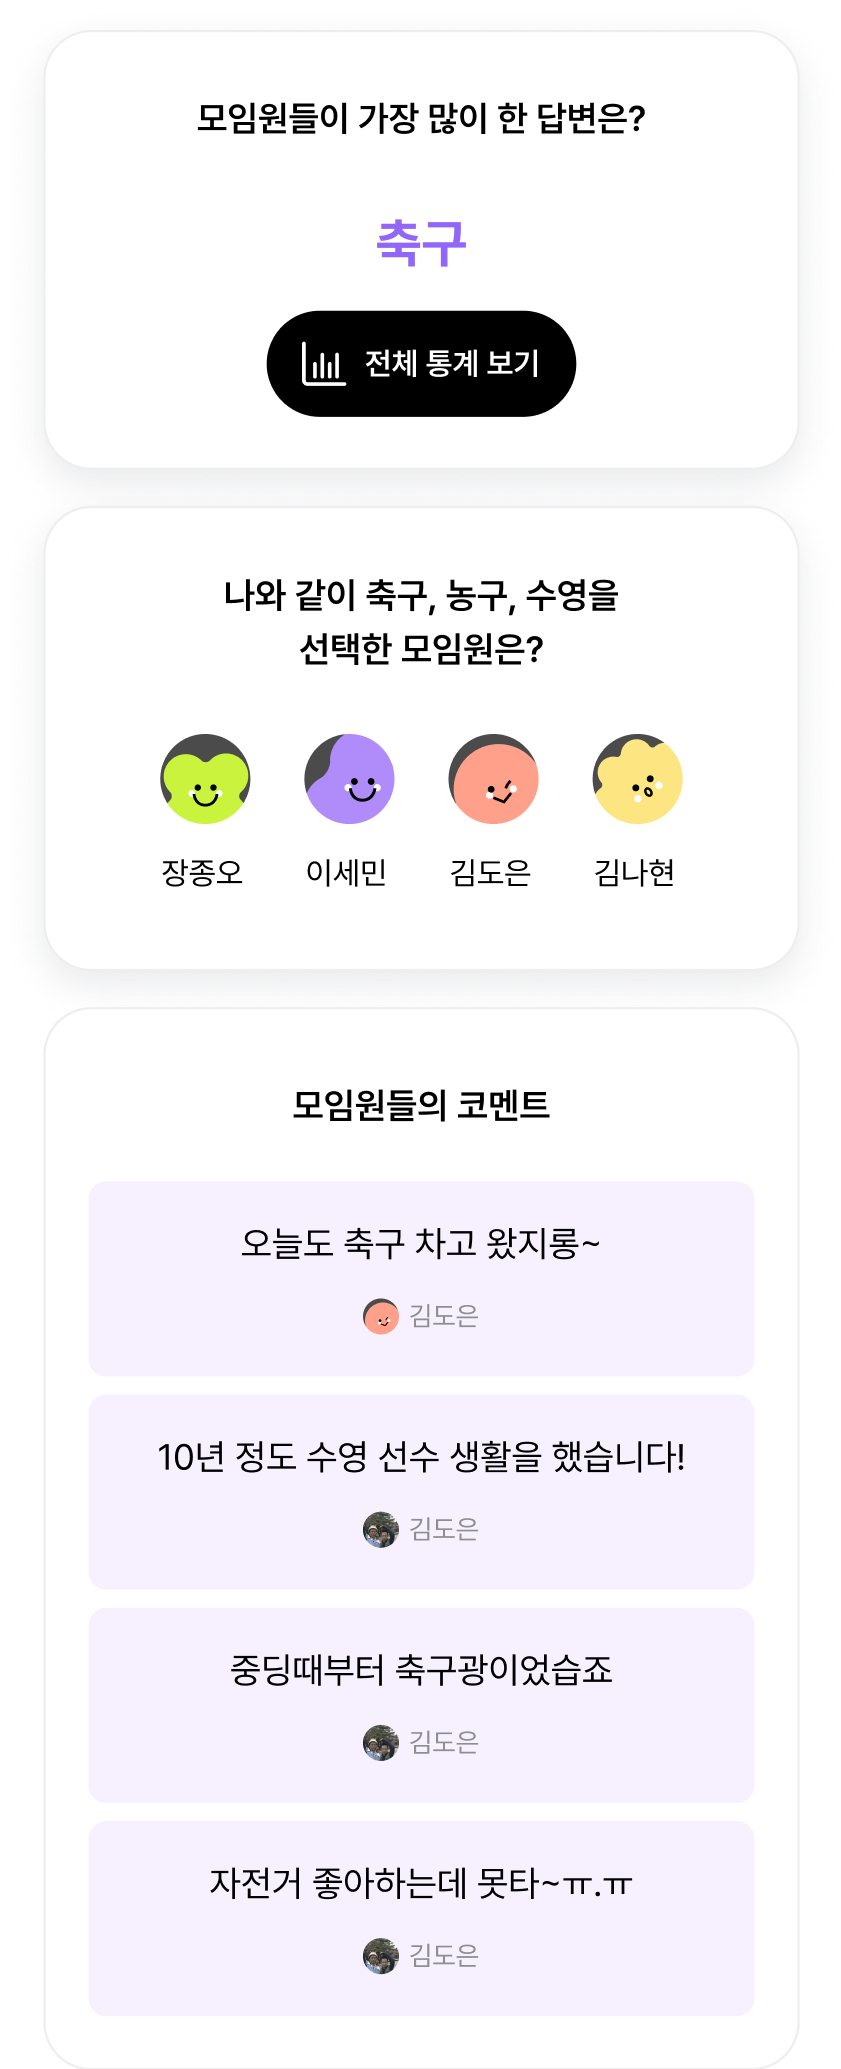 모임원들이 가장 많이 한 답변은?
축구
전체 통계 보기
나와 같이 축구, 농구, 수영을
선택한 모임원은?
장종오
이세민
김도은
김나현
모임원들의 코멘트
오늘도 축구 차고 왔지롱~
김도은
10년 정도 수영 선수 생활을 했습니다!
김도은
중딩때부터 축구광이었습죠
김도은
자전거 좋아하는데 못타~ㅠ.ㅠ
김도은